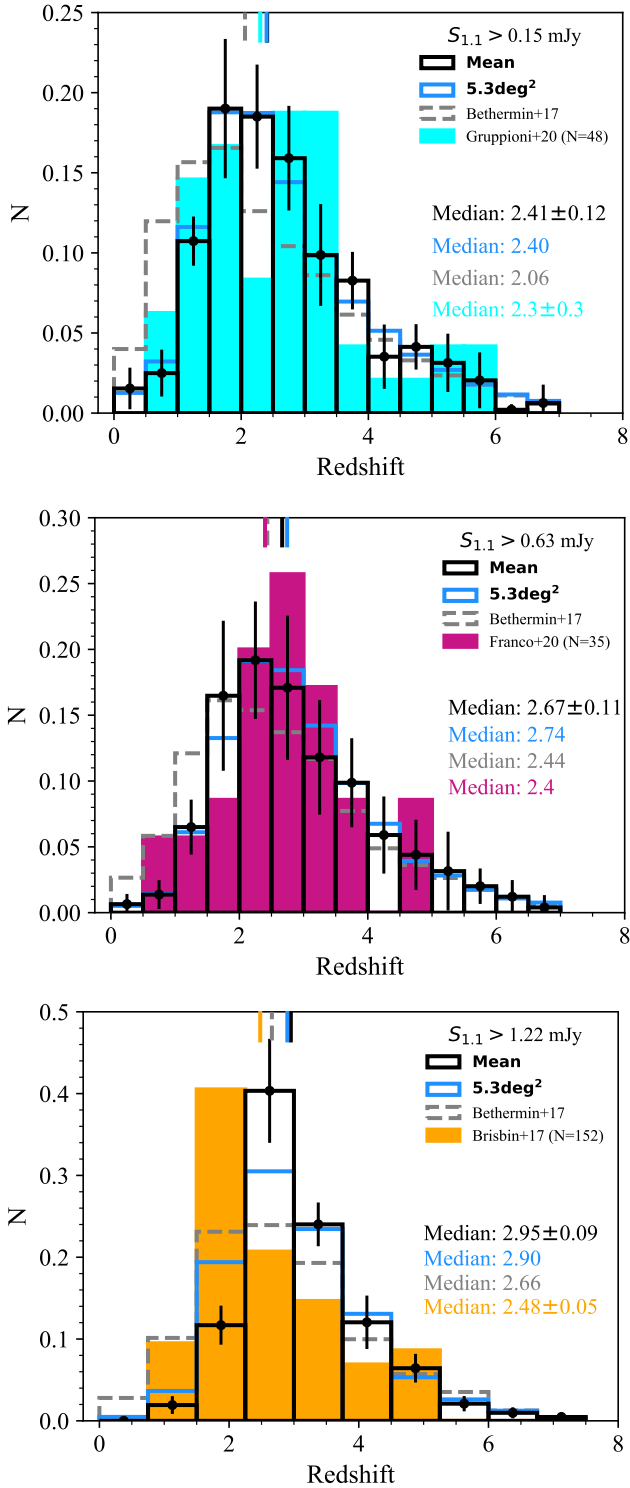 0.25
0.20
0.15
0.10
0.05
0.00
N
S1.1 > 0.15 mJy
Mean
5.3deg²
Bethermin+17
Gruppioni+20 (N=48)
Median: 2.41±0.12
Median: 2.40
Median: 2.06
Median: 2.3±0.3
0 2 4 6 8
Redshift
0.30
0.25
0.20
0.15
0.10
0.05
0.00
N
S1.1 > 0.63 mJy
Mean
5.3deg²
Bethermin+17
Franco+20 (N=35)
Median: 2.67±0.11
Median: 2.74
Median: 2.44
Median: 2.4
0 2 4 6 8
Redshift
0.5
0.4
0.3
0.2
0.1
0.0
N
S1.1 > 1.22 mJy
Mean
5.3deg²
Bethermin+17
Brisbin+17 (N=152)
Median: 2.95±0.09
Median: 2.90
Median: 2.66
Median: 2.48±0.05
0 2 4 6 8
Redshift